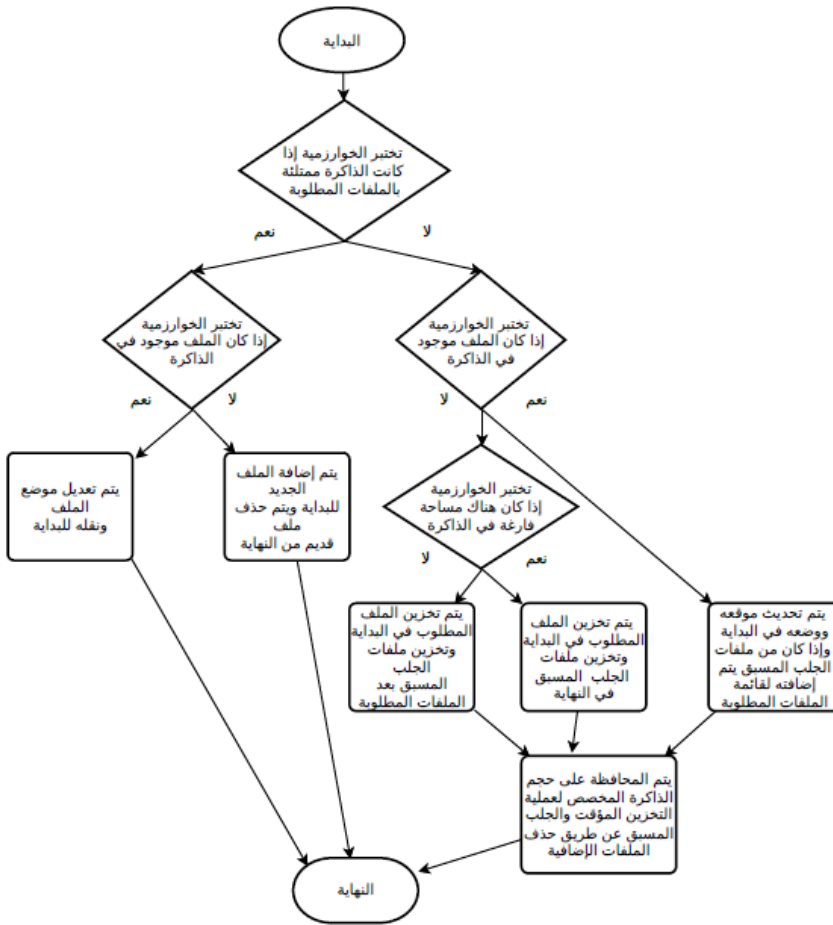 البداية
تختبر الخوارزمية إذا
كانت الذاكرة ممتلئة
بالملفات المطلوبة
لا
نعم
تختبر الخوارزمية
إذا كان الملف موجود
في الذاكرة
تختبر الخوارزمية
إذا كان الملف موجود في
الذاكرة
نعم
لا
لا
نعم
تختبر الخوارزمية
إذا كان هناك مساحة
فارغة في الذاكرة
يتم إضافة الملف
الجديد
للبداية ويتم حذف
ملف
قديم من النهاية
يتم تعديل موضع
الملف
ونقله للبداية
نعم
لا
يتم تحديث موقعه
ووضعه في البداية
وإذا كان من ملفات
الجلب المسبق يتم
إضافته لقائمة
الملفات المطلوبة
يتم تخزين الملف
المطلوب في البداية
وتخزين ملفات
الجلب المسبق
في النهاية
يتم تخزين الملف
المطلوب في البداية
وتخزين ملفات
الجلب
المسبق بعد
الملفات المطلوبة
يتم المحافظة على حجم
الذاكرة المخصص لعملية
التخزين المؤقت والجلب
المسبق عن طريق حذف
الملفات الإضافية
النهاية